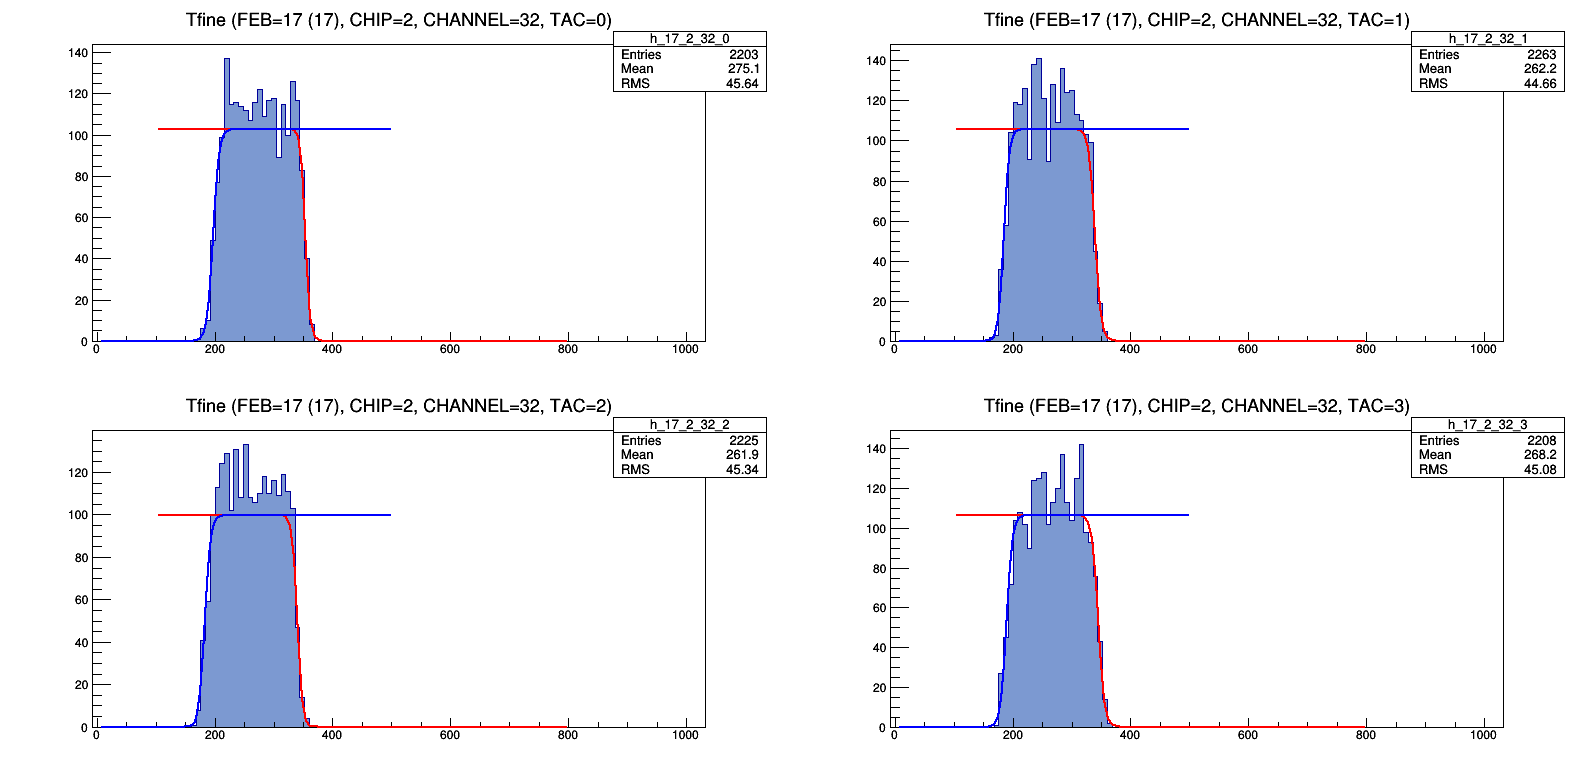 Tfine (FEB=17 (17), CHIP=2, CHANNEL=32, TAC=0)
h_17_2_32_0
Entries 2203
Mean 275.1
RMS 45.64
140
120
100
80
60
40
20
0
0 200 400 600 800 1000
Tfine (FEB=17 (17), CHIP=2, CHANNEL=32, TAC=1)
h_17_2_32_1
Entries 2263
Mean 262.2
RMS 44.66
140
120
100
80
60
40
20
0
0 200 400 600 800 1000
Tfine (FEB=17 (17), CHIP=2, CHANNEL=32, TAC=2)
h_17_2_32_2
Entries 2225
Mean 261.9
RMS 45.34
120
100
80
60
40
20
0
0 200 400 600 800 1000
Tfine (FEB=17 (17), CHIP=2, CHANNEL=32, TAC=3)
h_17_2_32_3
Entries 2208
Mean 268.2
RMS 45.08
140
120
100
80
60
40
20
0
0 200 400 600 800 1000